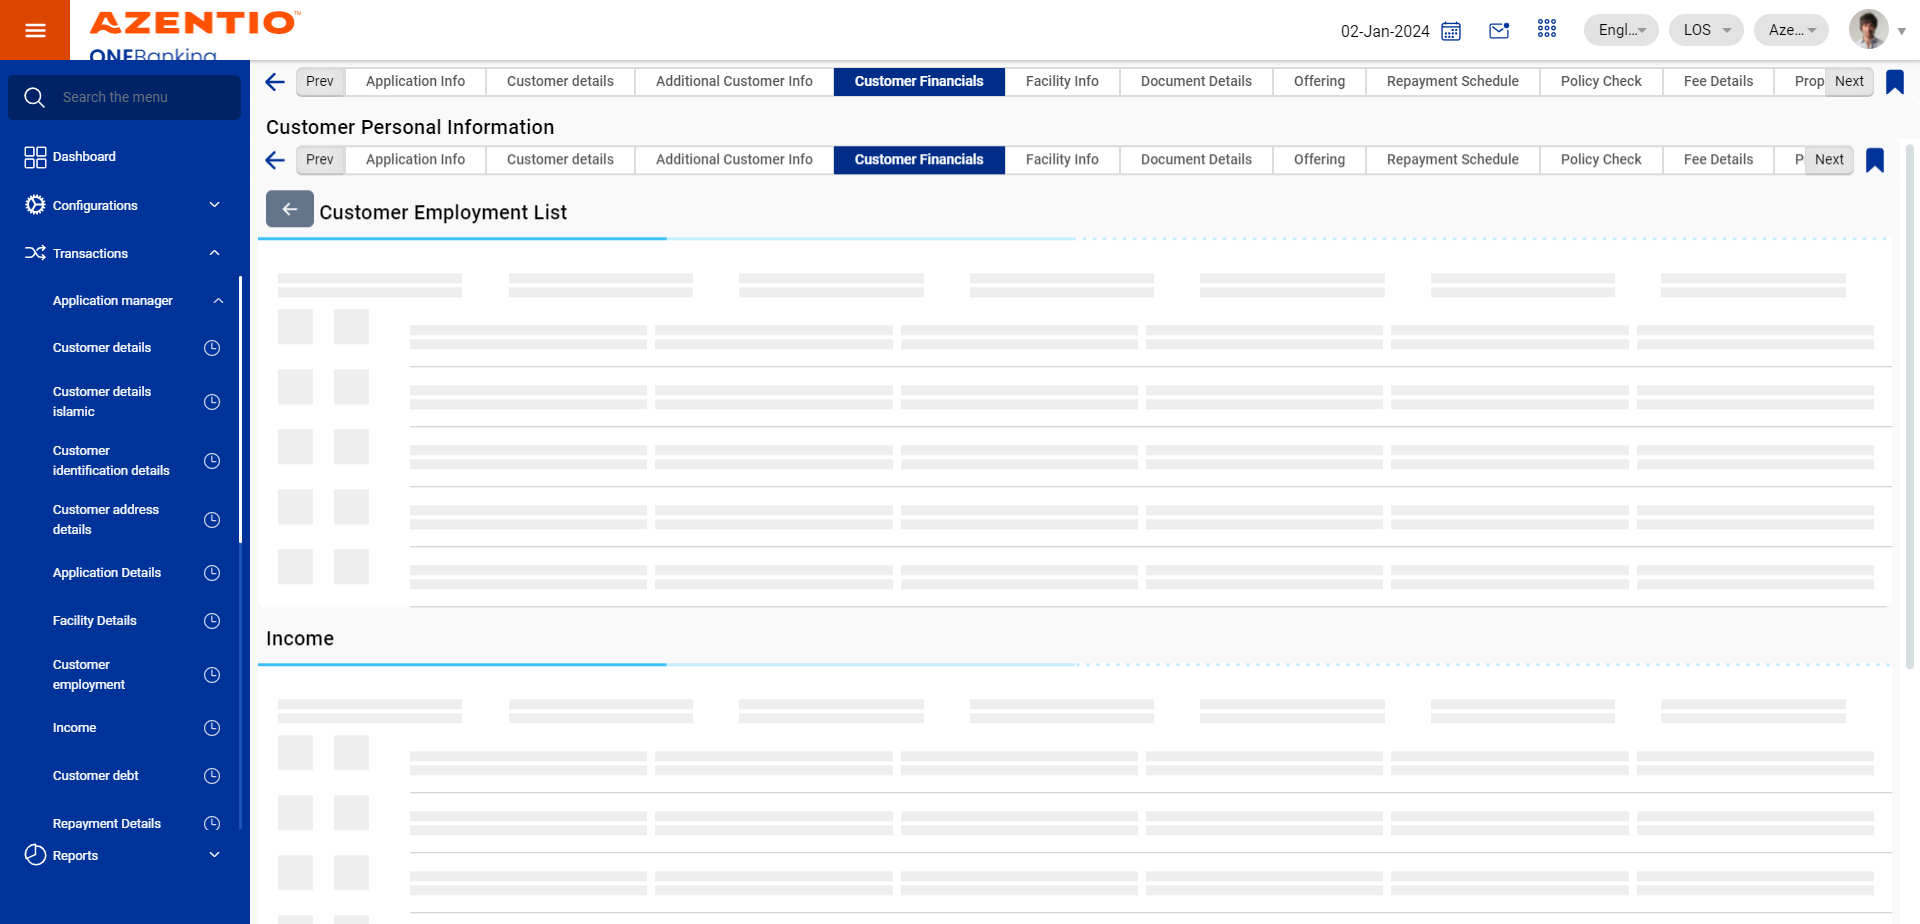 AZENTIO™
ONEBanking
02-Jan-2024
Engl...
LOS
Aze...
Search the menu
Dashboard
Configurations
Transactions
Application manager
Customer details
Customer details
islamic
Customer
identification details
Customer address
details
Application Details
Facility Details
Customer
employment
Income
Customer debt
Repayment Details
Reports
Prev Application Info Customer details Additional Customer Info Customer Financials Facility Info Document Details Offering Repayment Schedule Policy Check Fee Details Prop Next
Customer Personal Information
Prev Application Info Customer details Additional Customer Info Customer Financials Facility Info Document Details Offering Repayment Schedule Policy Check Fee Details P Next
Customer Employment List
Income